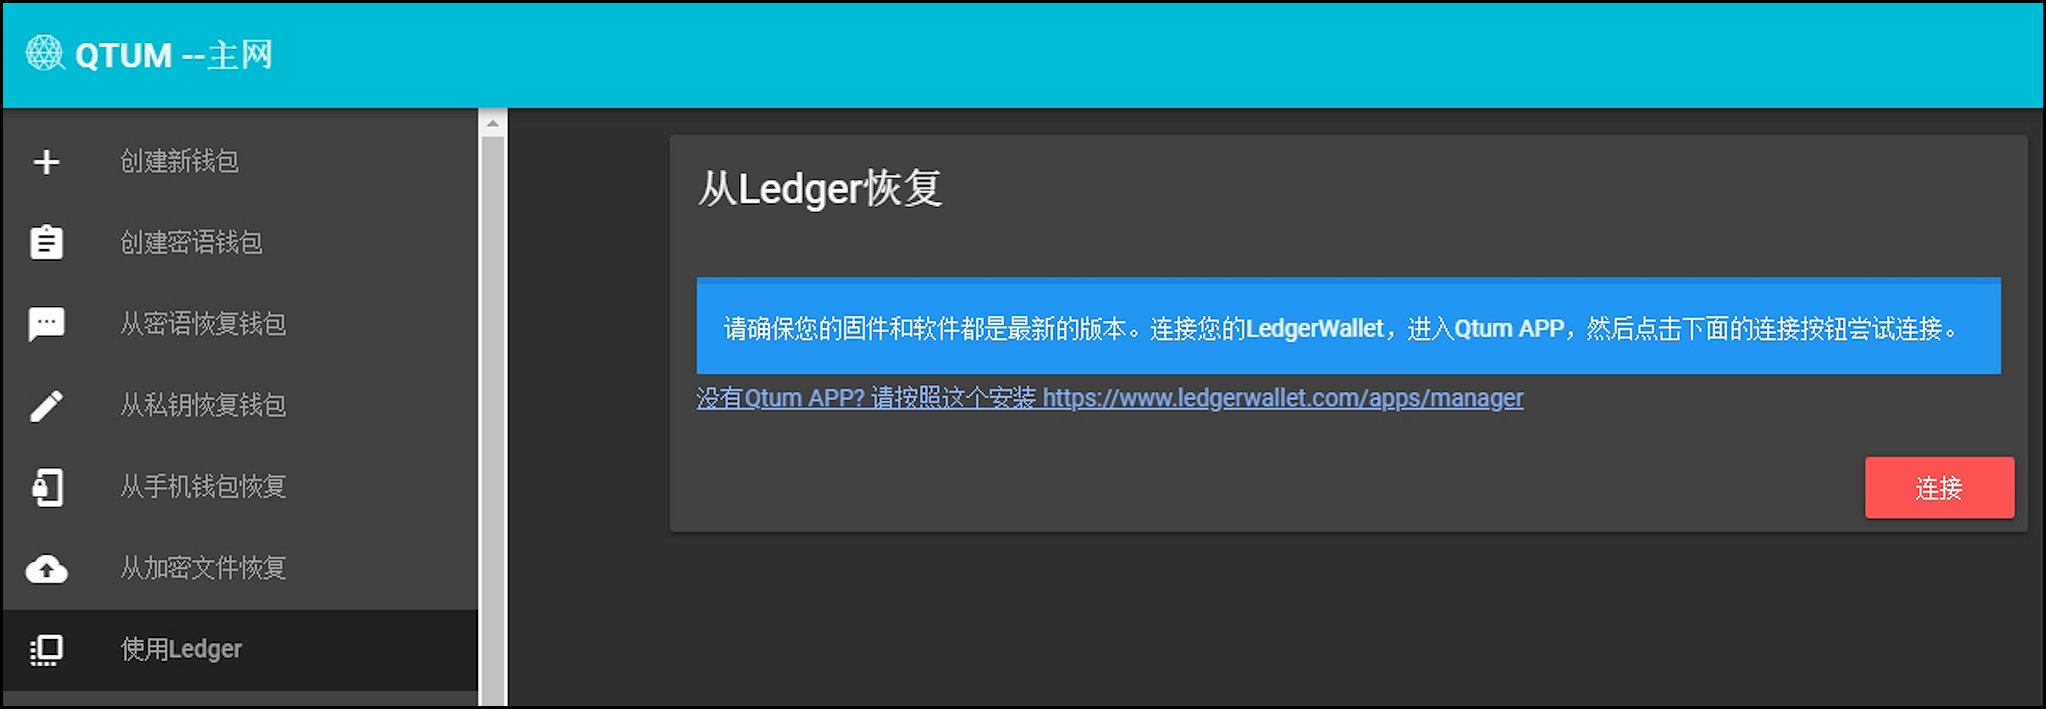 QTUM --主网
创建新钱包
创建密语钱包
从密语恢复钱包
从私钥恢复钱包
从手机钱包恢复
从加密文件恢复
使用Ledger
从Ledger恢复
请确保您的固件和软件都是最新的版本。连接您的LedgerWallet，进入Qtum APP，然后点击下面的连接按钮尝试连接。
没有Qtum APP? 请按照这个安装 https://www.ledgerwallet.com/apps/manager
连接